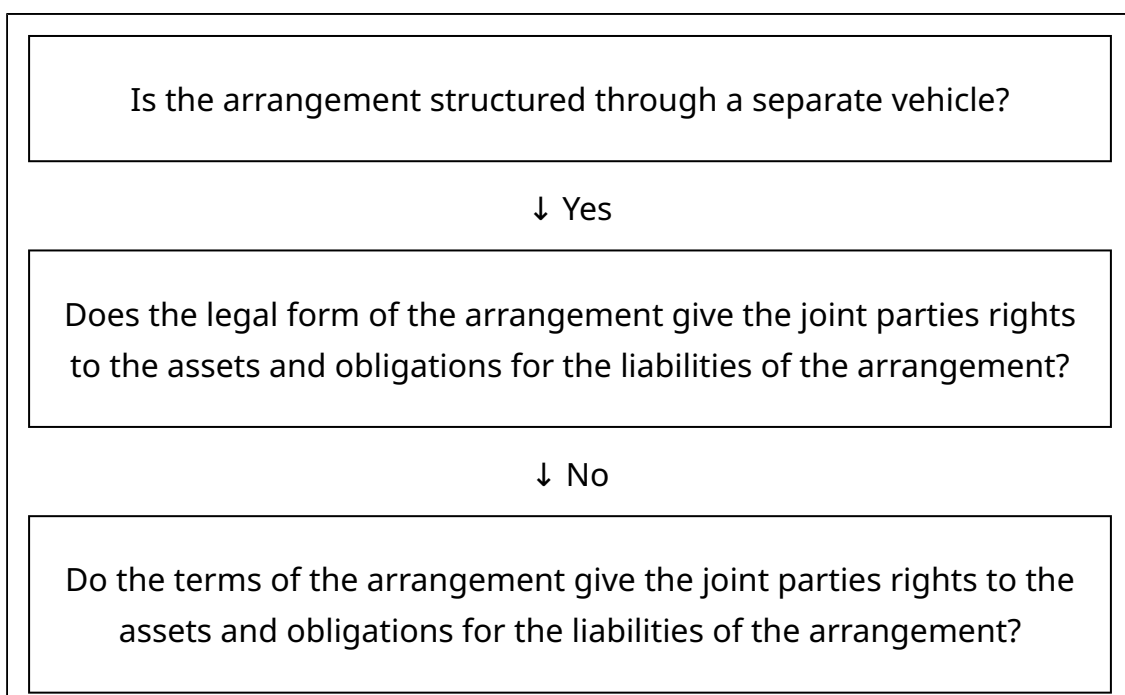 Is the arrangement structured through a separate vehicle?
↓ Yes
Does the legal form of the arrangement give the joint parties rights
to the assets and obligations for the liabilities of the arrangement?
↓ No
Do the terms of the arrangement give the joint parties rights to the
assets and obligations for the liabilities of the arrangement?